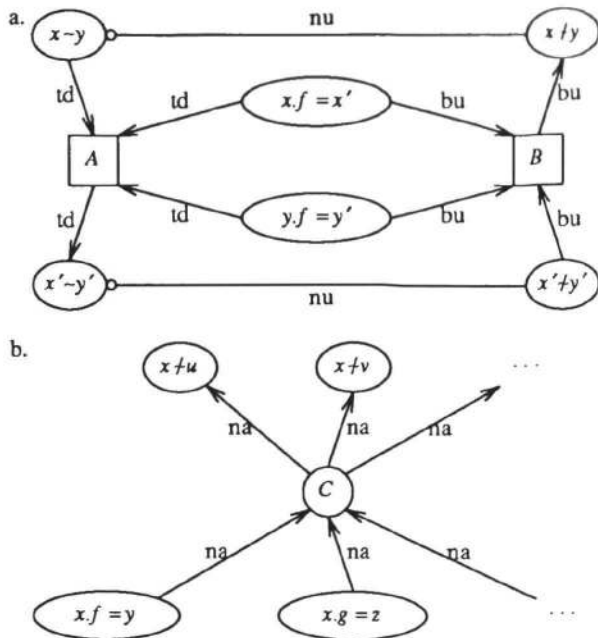 a.
x~y nu x≁y
td td x.f = x′ bu bu
A B
td td y.f = y′ bu bu
x′~y′ nu x′≁y′
b.
x≁u x≁v ...
na na na
C
na na na
x.f = y x.g = z ...